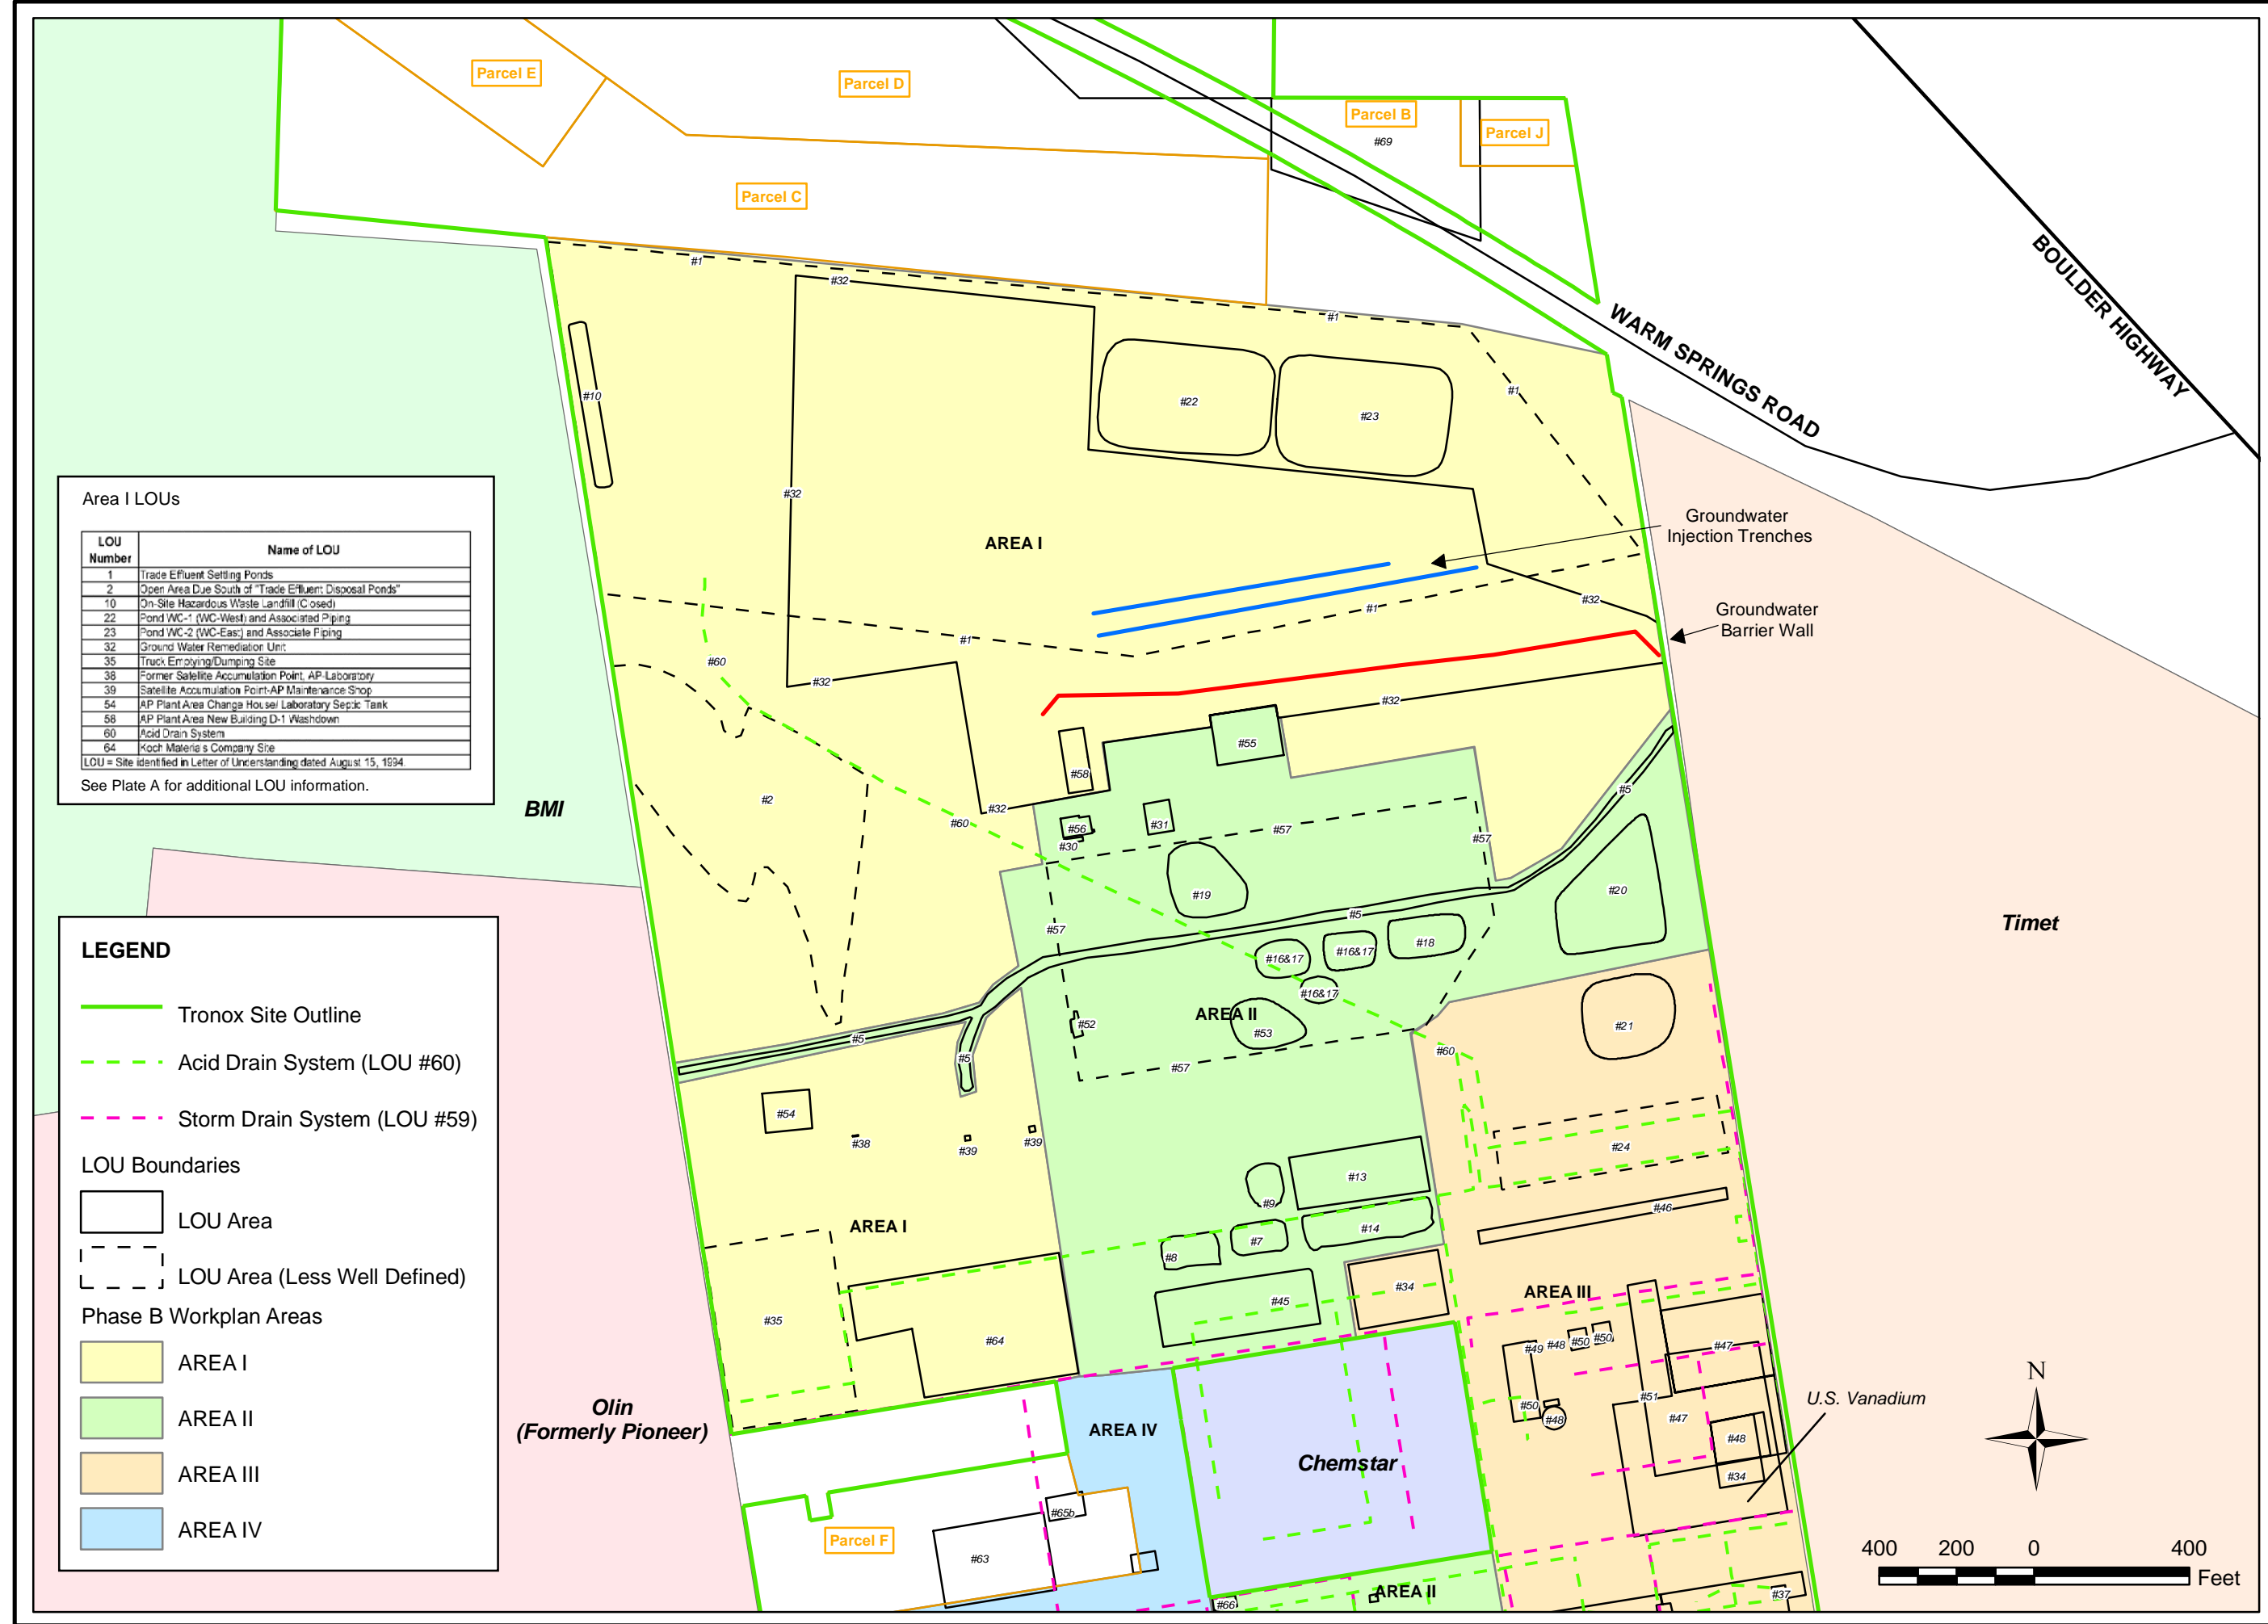 Parcel E
Parcel D
Parcel B
#69
Parcel J
Parcel C
BOULDER HIGHWAY
WARM SPRINGS ROAD
#1
#32
#1
#10
#22
#23
#1
#32
AREA I
Groundwater
Injection Trenches
Groundwater
Barrier Wall
#32
#1
#1
#60
#32
#32
#55
#58
#2
#32
#60
#56
#31
#30
#57
#57
#5
#19
#20
#57
#5
#18
#16&17
#16&17
#16&17
#52
AREA II
#53
#21
#5
#5
#57
#60
#54
#38
#39
#39
#24
#13
#9
#46
AREA I
#7
#14
#8
#34
AREA III
#45
#35
#64
#49
#48
#50
#50
#47
#51
#50
#48
#47
#48
#34
U.S. Vanadium
AREA IV
Chemstar
Parcel F
#63
#65b
AREA II
#66
#37
BMI
Timet
Olin
(Formerly Pioneer)
Area I LOUs
LOU Number Name of LOU
1 Trade Effluent Settling Ponds
2 Open Area Due South of "Trade Effluent Disposal Ponds"
10 On-Site Hazardous Waste Landfill (Closed)
22 Pond WC-1 (WC-West) and Associated Piping
23 Pond WC-2 (WC-East) and Associate Piping
32 Ground Water Remediation Unit
35 Truck Emptying/Dumping Site
38 Former Satellite Accumulation Point, AP-Laboratory
39 Satellite Accumulation Point-AP Maintenance Shop
54 AP Plant Area Change House/ Laboratory Septic Tank
58 AP Plant Area New Building D-1 Washdown
60 Acid Drain System
64 Koch Materials Company Site
LOU = Site identified in Letter of Understanding dated August 15, 1994.
See Plate A for additional LOU information.
LEGEND
Tronox Site Outline
Acid Drain System (LOU #60)
Storm Drain System (LOU #59)
LOU Boundaries
LOU Area
LOU Area (Less Well Defined)
Phase B Workplan Areas
AREA I
AREA II
AREA III
AREA IV
N
400 200 0 400
Feet